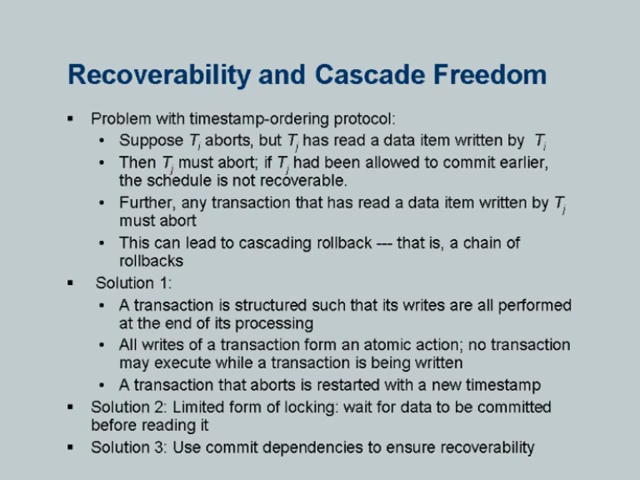 Recoverability and Cascade Freedom
▪ Problem with timestamp-ordering protocol:
• Suppose Ti aborts, but Tj has read a data item written by Ti
• Then Tj must abort; if Tj had been allowed to commit earlier,
the schedule is not recoverable.
• Further, any transaction that has read a data item written by Tj
must abort
• This can lead to cascading rollback --- that is, a chain of
rollbacks
▪ Solution 1:
• A transaction is structured such that its writes are all performed
at the end of its processing
• All writes of a transaction form an atomic action; no transaction
may execute while a transaction is being written
• A transaction that aborts is restarted with a new timestamp
▪ Solution 2: Limited form of locking: wait for data to be committed
before reading it
▪ Solution 3: Use commit dependencies to ensure recoverability